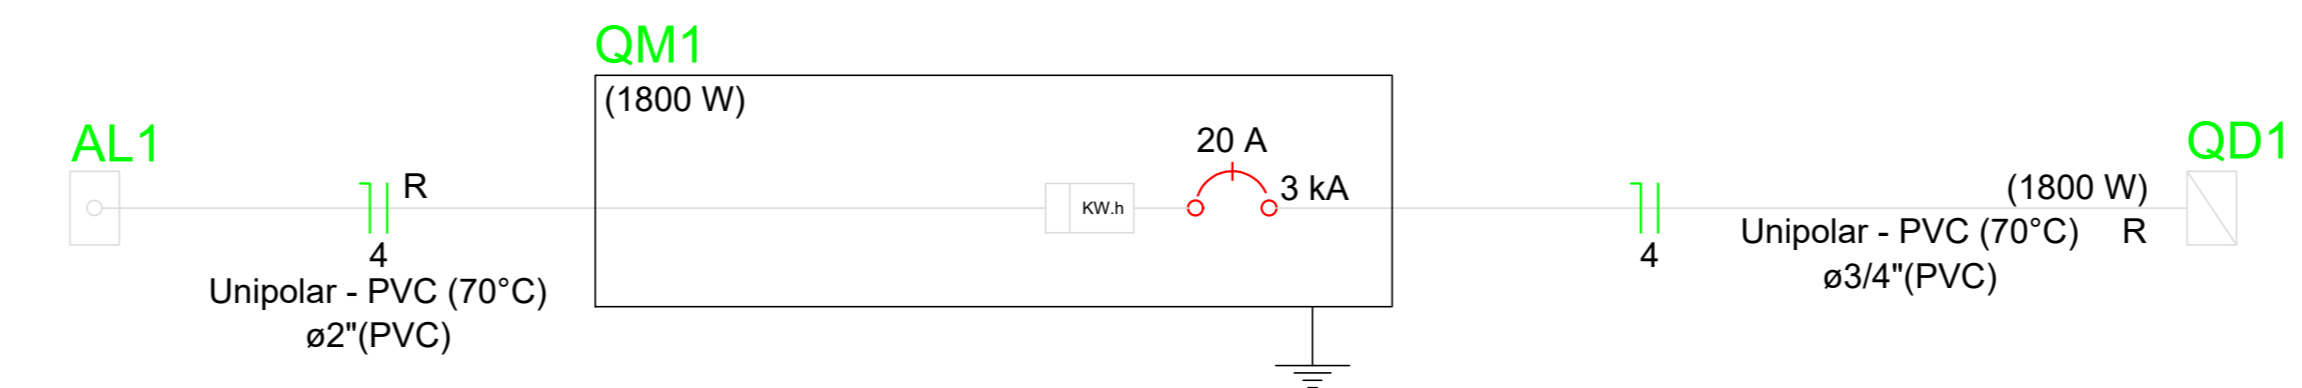 QM1
(1800 W)
AL1
20 A
QD1
R
3 kA
(1800 W)
KW.h
4
Unipolar - PVC (70°C) R
4
Unipolar - PVC (70°C)
ø3/4"(PVC)
ø2"(PVC)